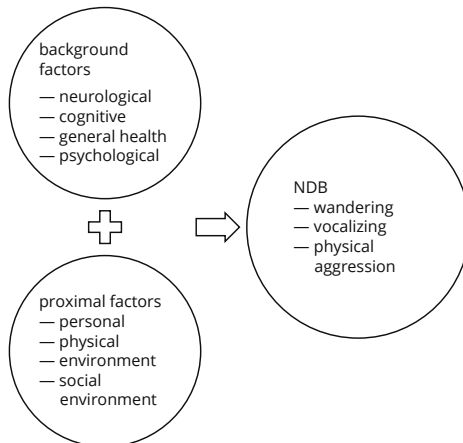 background
factors
— neurological
— cognitive
— general health
— psychological
NDB
— wandering
— vocalizing
— physical
aggression
proximal factors
— personal
— physical
— environment
— social
environment